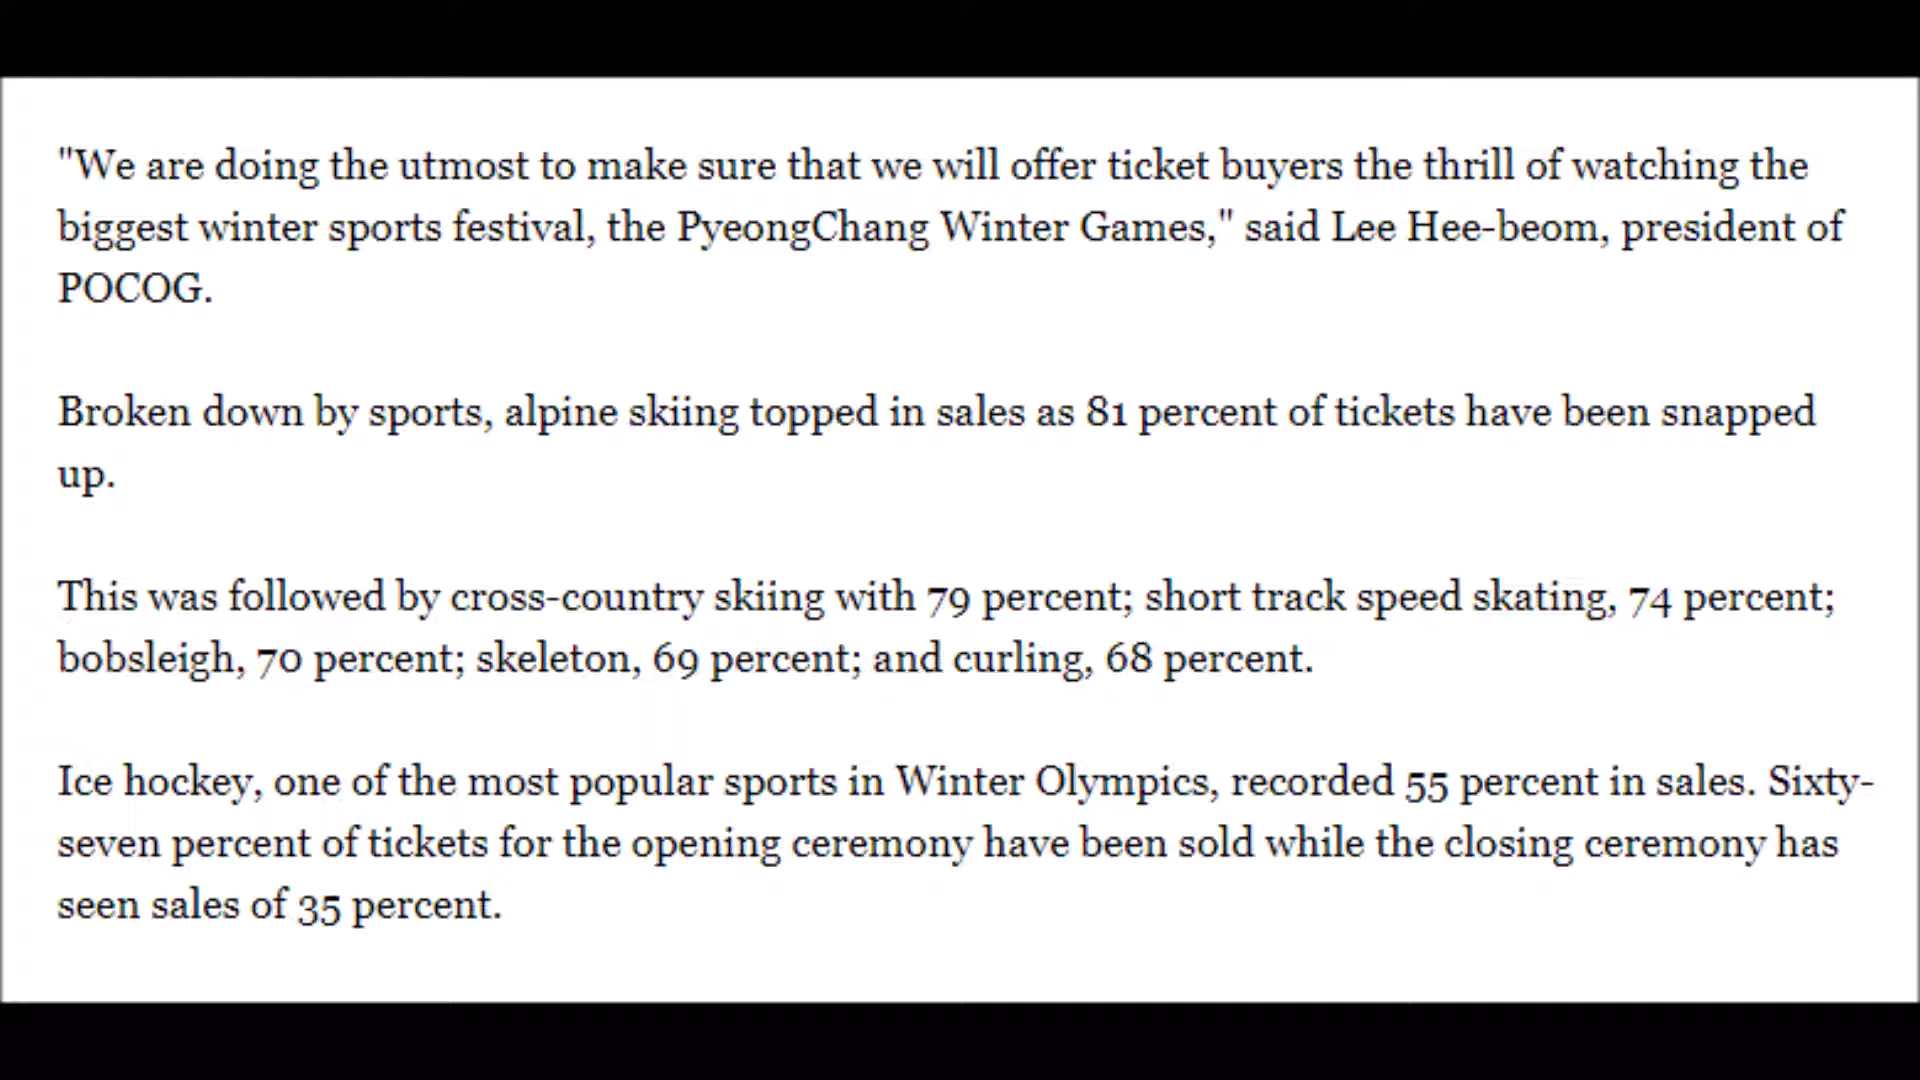 "We are doing the utmost to make sure that we will offer ticket buyers the thrill of watching the
biggest winter sports festival, the PyeongChang Winter Games," said Lee Hee-beom, president of
POCOG.
Broken down by sports, alpine skiing topped in sales as 81 percent of tickets have been snapped
up.
This was followed by cross-country skiing with 79 percent; short track speed skating, 74 percent;
bobsleigh, 70 percent; skeleton, 69 percent; and curling, 68 percent.
Ice hockey, one of the most popular sports in Winter Olympics, recorded 55 percent in sales. Sixty-
seven percent of tickets for the opening ceremony have been sold while the closing ceremony has
seen sales of 35 percent.